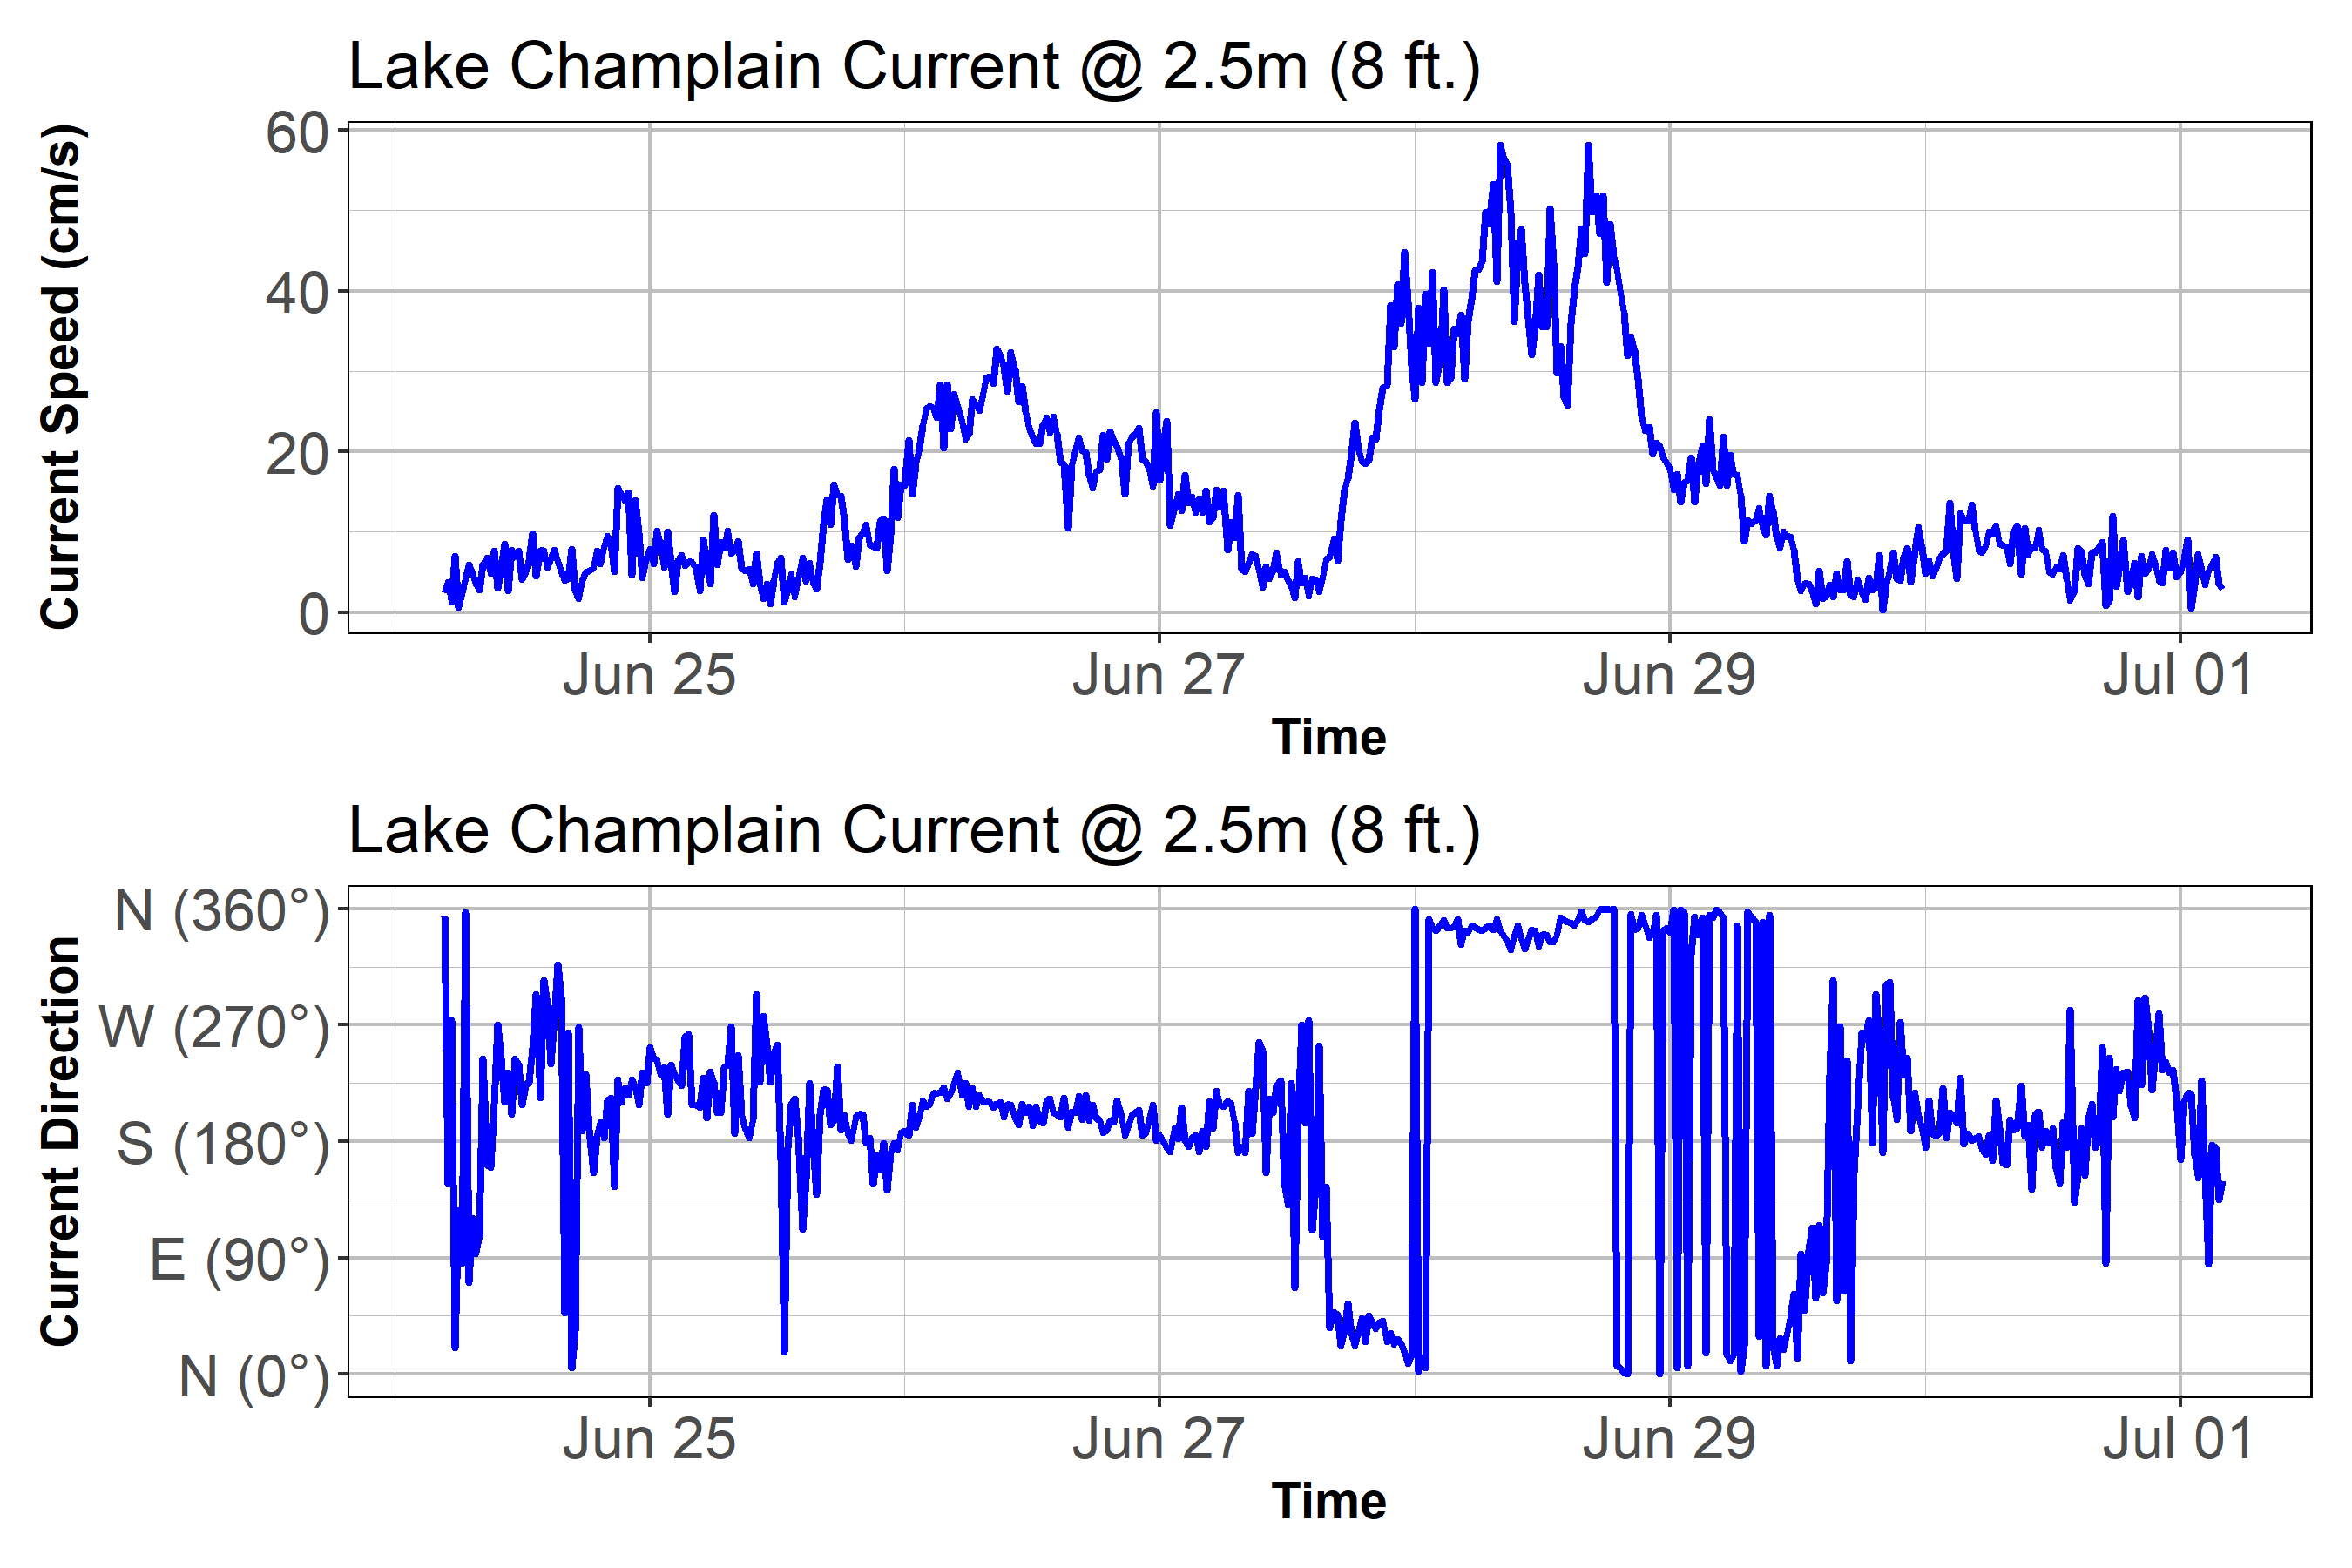 Lake Champlain Current @ 2.5m (8 ft.)
Current Speed (cm/s)
60
40
20
0
Jun 25 Jun 27 Jun 29 Jul 01
Time
Lake Champlain Current @ 2.5m (8 ft.)
Current Direction
N (360°)
W (270°)
S (180°)
E (90°)
N (0°)
Jun 25 Jun 27 Jun 29 Jul 01
Time